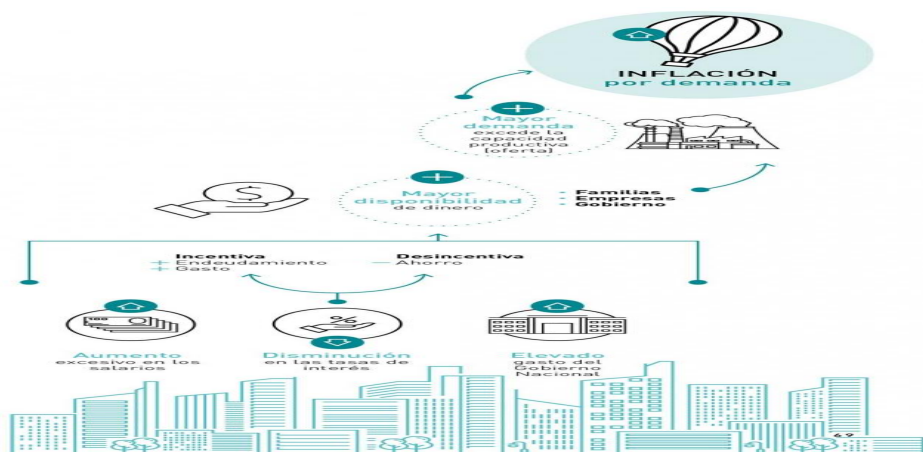 INFLACIÓN
por demanda
Mayor
demanda
excede la
capacidad
productiva
(oferta)
Mayor
disponibilidad
de dinero
• Familias
• Empresas
• Gobierno
Incentiva
+ Endeudamiento
+ Gasto
Desincentiva
— Ahorro
Aumento
excesivo en los
salarios
Disminución
en las tasas de
interés
Elevado
gasto del
Gobierno
Nacional
69